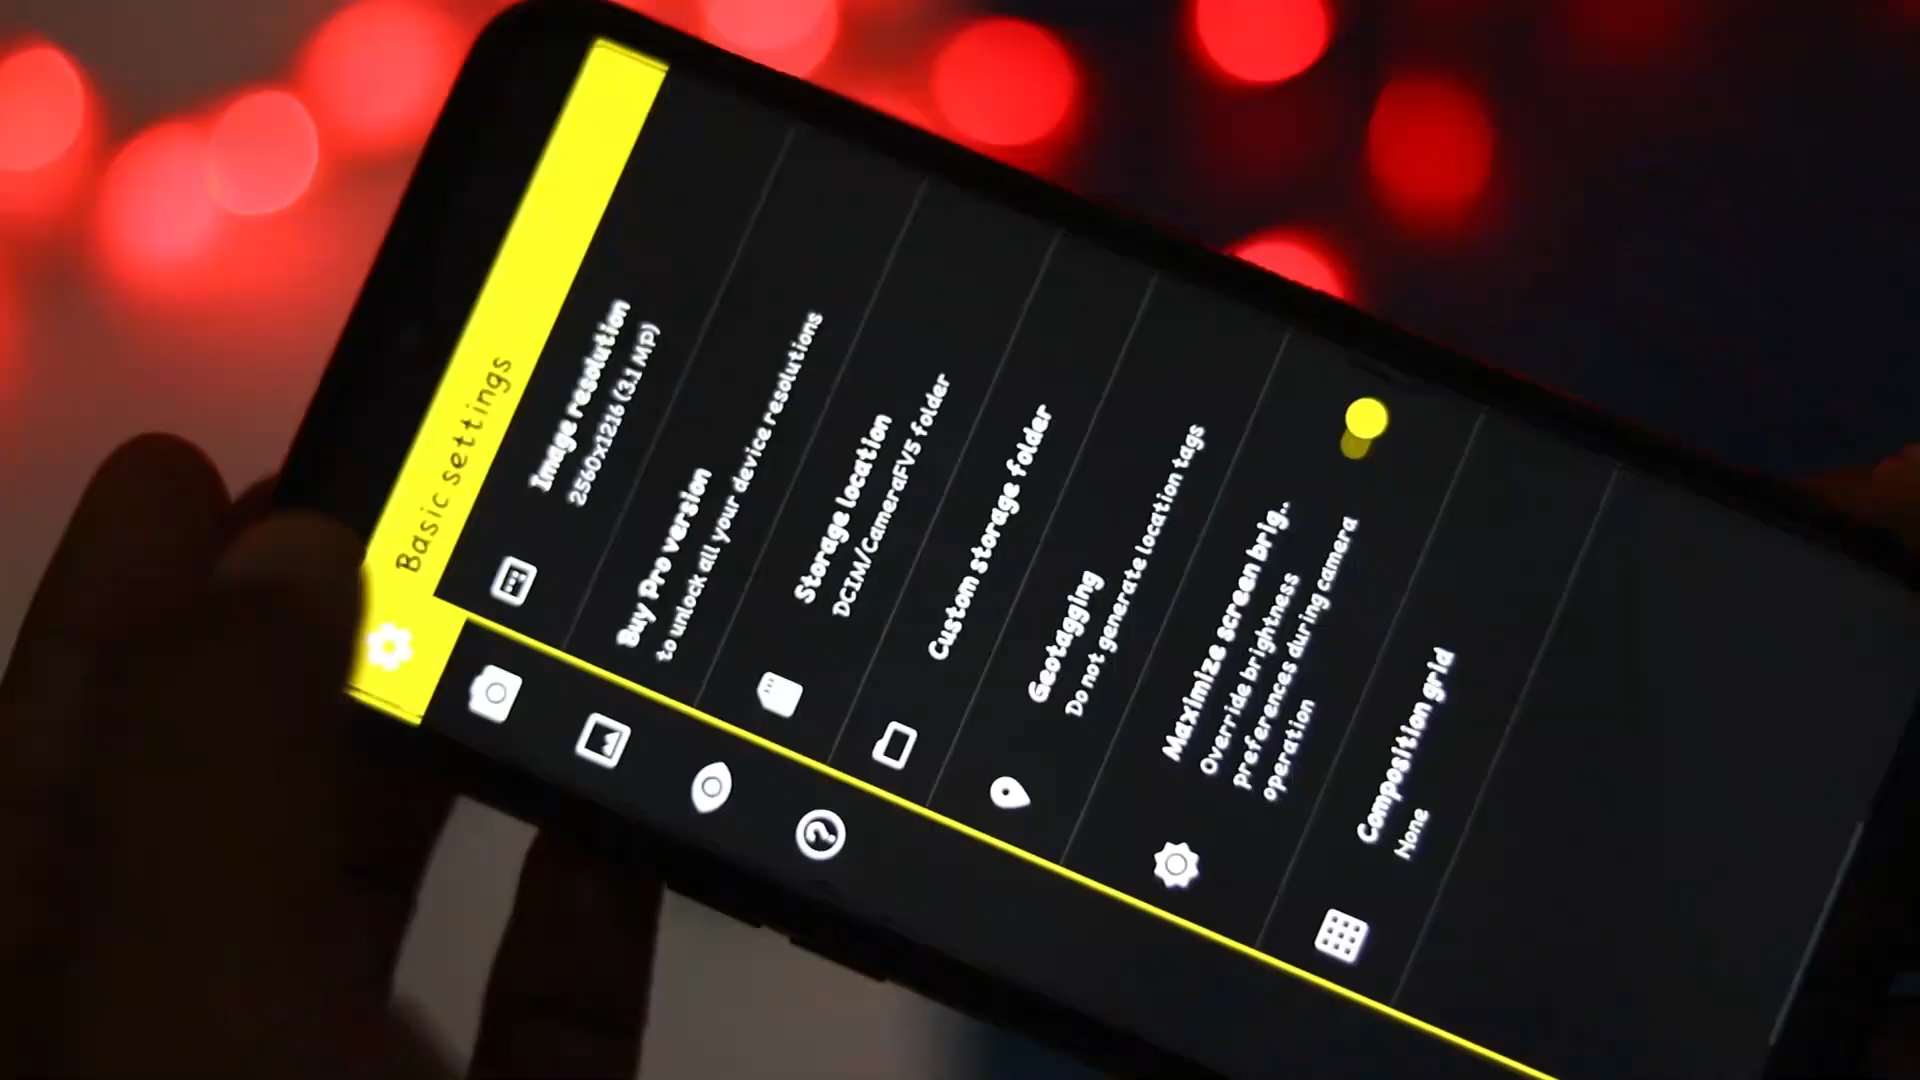 Basic settings
Image resolution
2560x1216 (3.1 MP)
Buy Pro version
to unlock all your device resolutions
Storage location
DCIM/CameraFV5 folder
Custom storage folder
Geotagging
Do not generate location tags
Maximize screen brig..
Override brightness
preferences during camera
operation
Composition grid
None